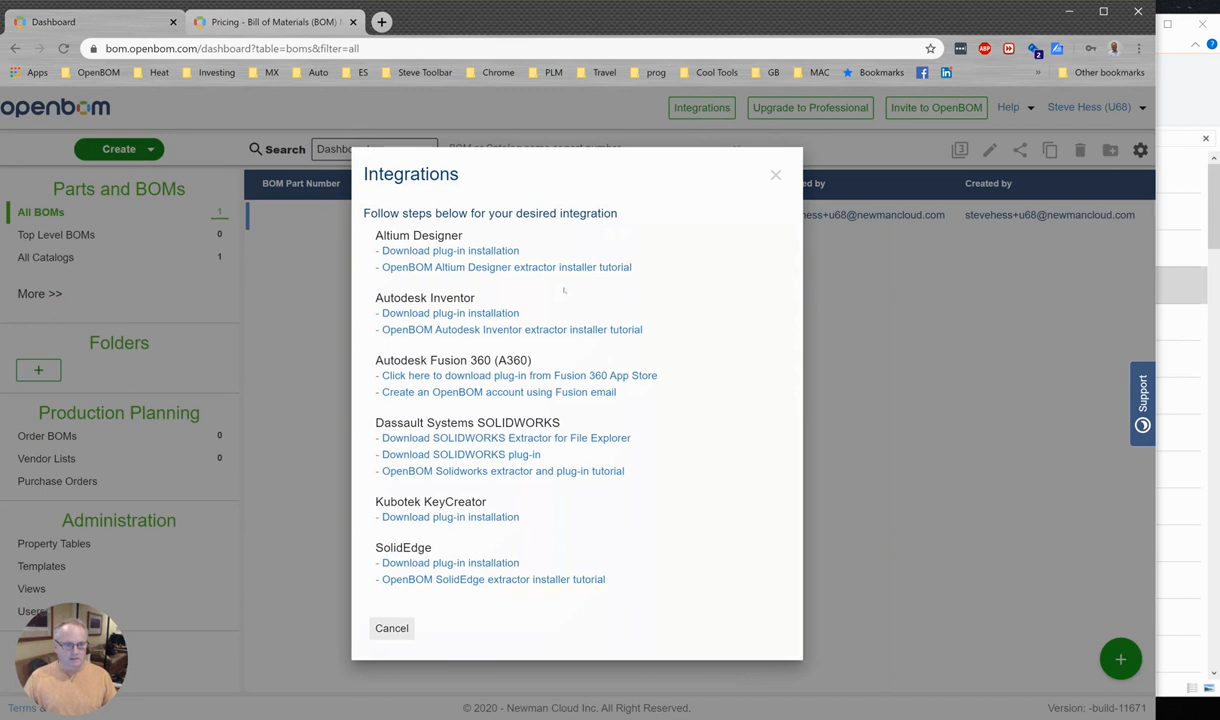 Dashboard
Pricing - Bill of Materials (BOM)
bom.openbom.com/dashboard?table=boms&filter=all
ABP
2
Apps OpenBOM Heat Investing MX Auto ES Steve Toolbar Chrome PLM Travel prog Cool Tools GB MAC Bookmarks » Other bookmarks
openbom
Integrations Upgrade to Professional Invite to OpenBOM Help Steve Hess (U68)
Create Search
BOM or Catalog name or part number
Parts and BOMs
All BOMs 1
Top Level BOMs 0
All Catalogs 1
More >>
Folders
+
Production Planning
Order BOMs 0
Vendor Lists 0
Purchase Orders
Administration
Property Tables
Templates
Views
BOM Part Number
ed by Created by
hess+u68@newmancloud.com stevehess+u68@newmancloud.com
Integrations
Follow steps below for your desired integration
Altium Designer
- Download plug-in installation
- OpenBOM Altium Designer extractor installer tutorial
Autodesk Inventor
- Download plug-in installation
- OpenBOM Autodesk Inventor extractor installer tutorial
Autodesk Fusion 360 (A360)
- Click here to download plug-in from Fusion 360 App Store
- Create an OpenBOM account using Fusion email
Dassault Systems SOLIDWORKS
- Download SOLIDWORKS Extractor for File Explorer
- Download SOLIDWORKS plug-in
- OpenBOM Solidworks extractor and plug-in tutorial
Kubotek KeyCreator
- Download plug-in installation
SolidEdge
- Download plug-in installation
- OpenBOM SolidEdge extractor installer tutorial
Cancel
Support
Terms
© 2020 - Newman Cloud Inc. All Right Reserved.
Version: -build-11671